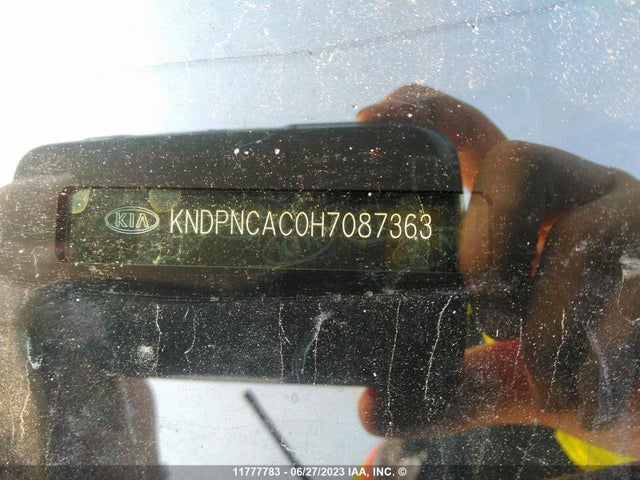 KIA KNDPNCAC0H7087363
11777783 - 06/27/2023 IAA, INC. ©